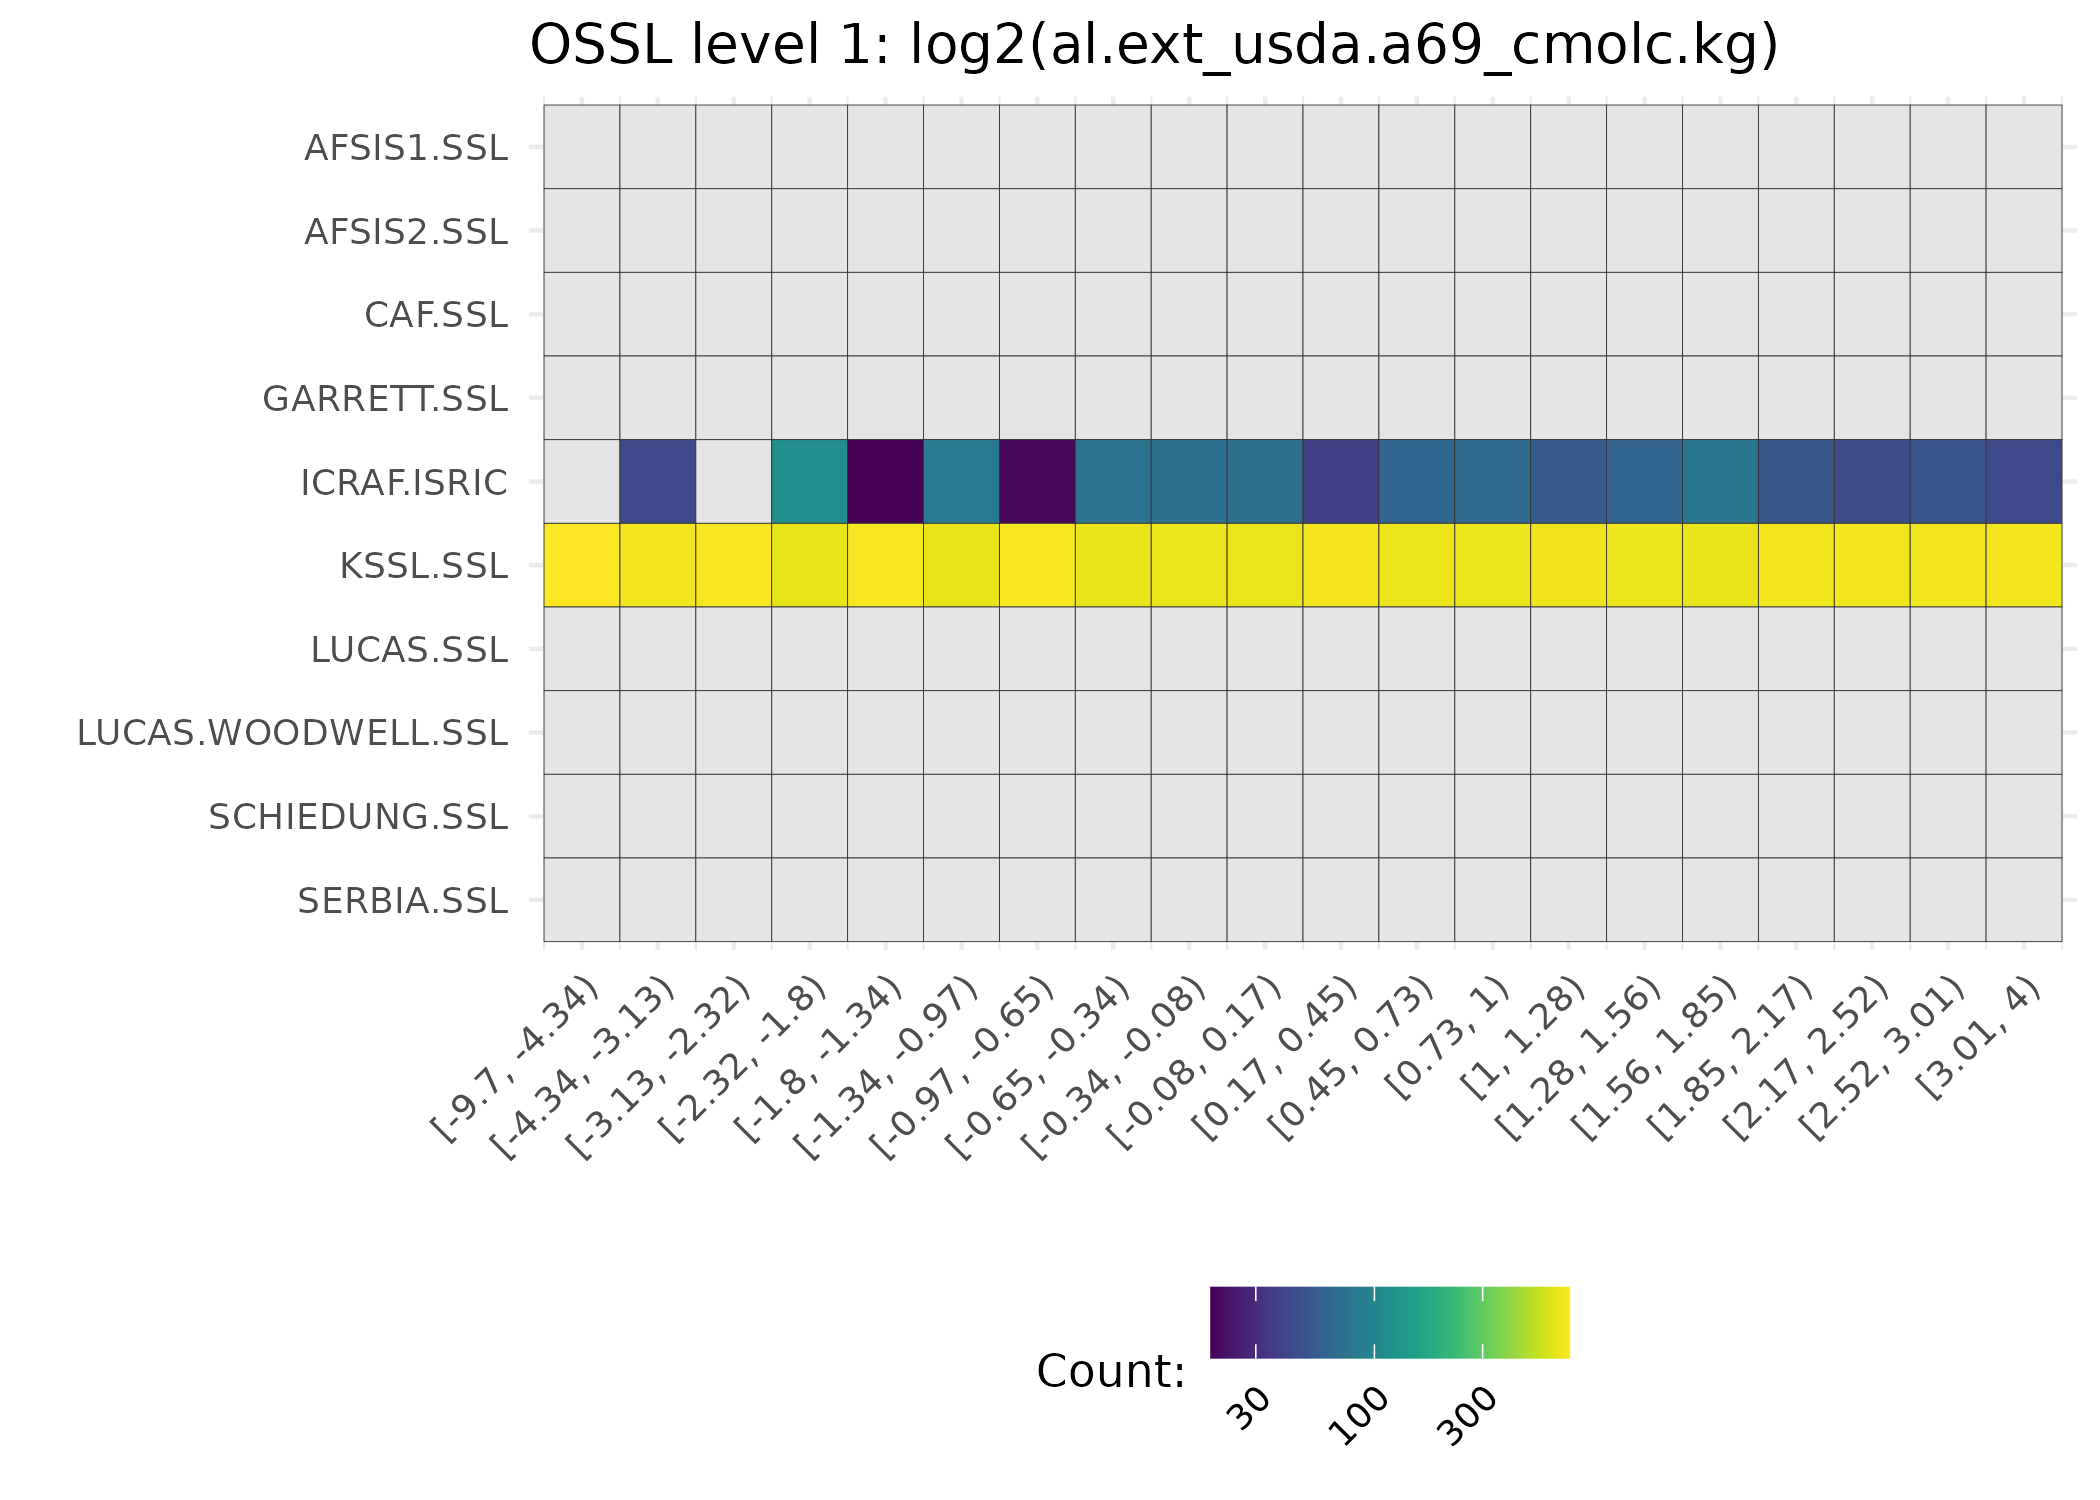 OSSL level 1: log2(al.ext_usda.a69_cmolc.kg)
AFSIS1.SSL
AFSIS2.SSL
CAF.SSL
GARRETT.SSL
ICRAF.ISRIC
KSSL.SSL
LUCAS.SSL
LUCAS.WOODWELL.SSL
SCHIEDUNG.SSL
SERBIA.SSL
[-9.7, -4.34)
[-4.34, -3.13)
[-3.13, -2.32)
[-2.32, -1.8)
[-1.8, -1.34)
[-1.34, -0.97)
[-0.97, -0.65)
[-0.65, -0.34)
[-0.34, -0.08)
[-0.08, 0.17)
[0.17, 0.45)
[0.45, 0.73)
[0.73, 1)
[1, 1.28)
[1.28, 1.56)
[1.56, 1.85)
[1.85, 2.17)
[2.17, 2.52)
[2.52, 3.01)
[3.01, 4)
Count:
30
100
300